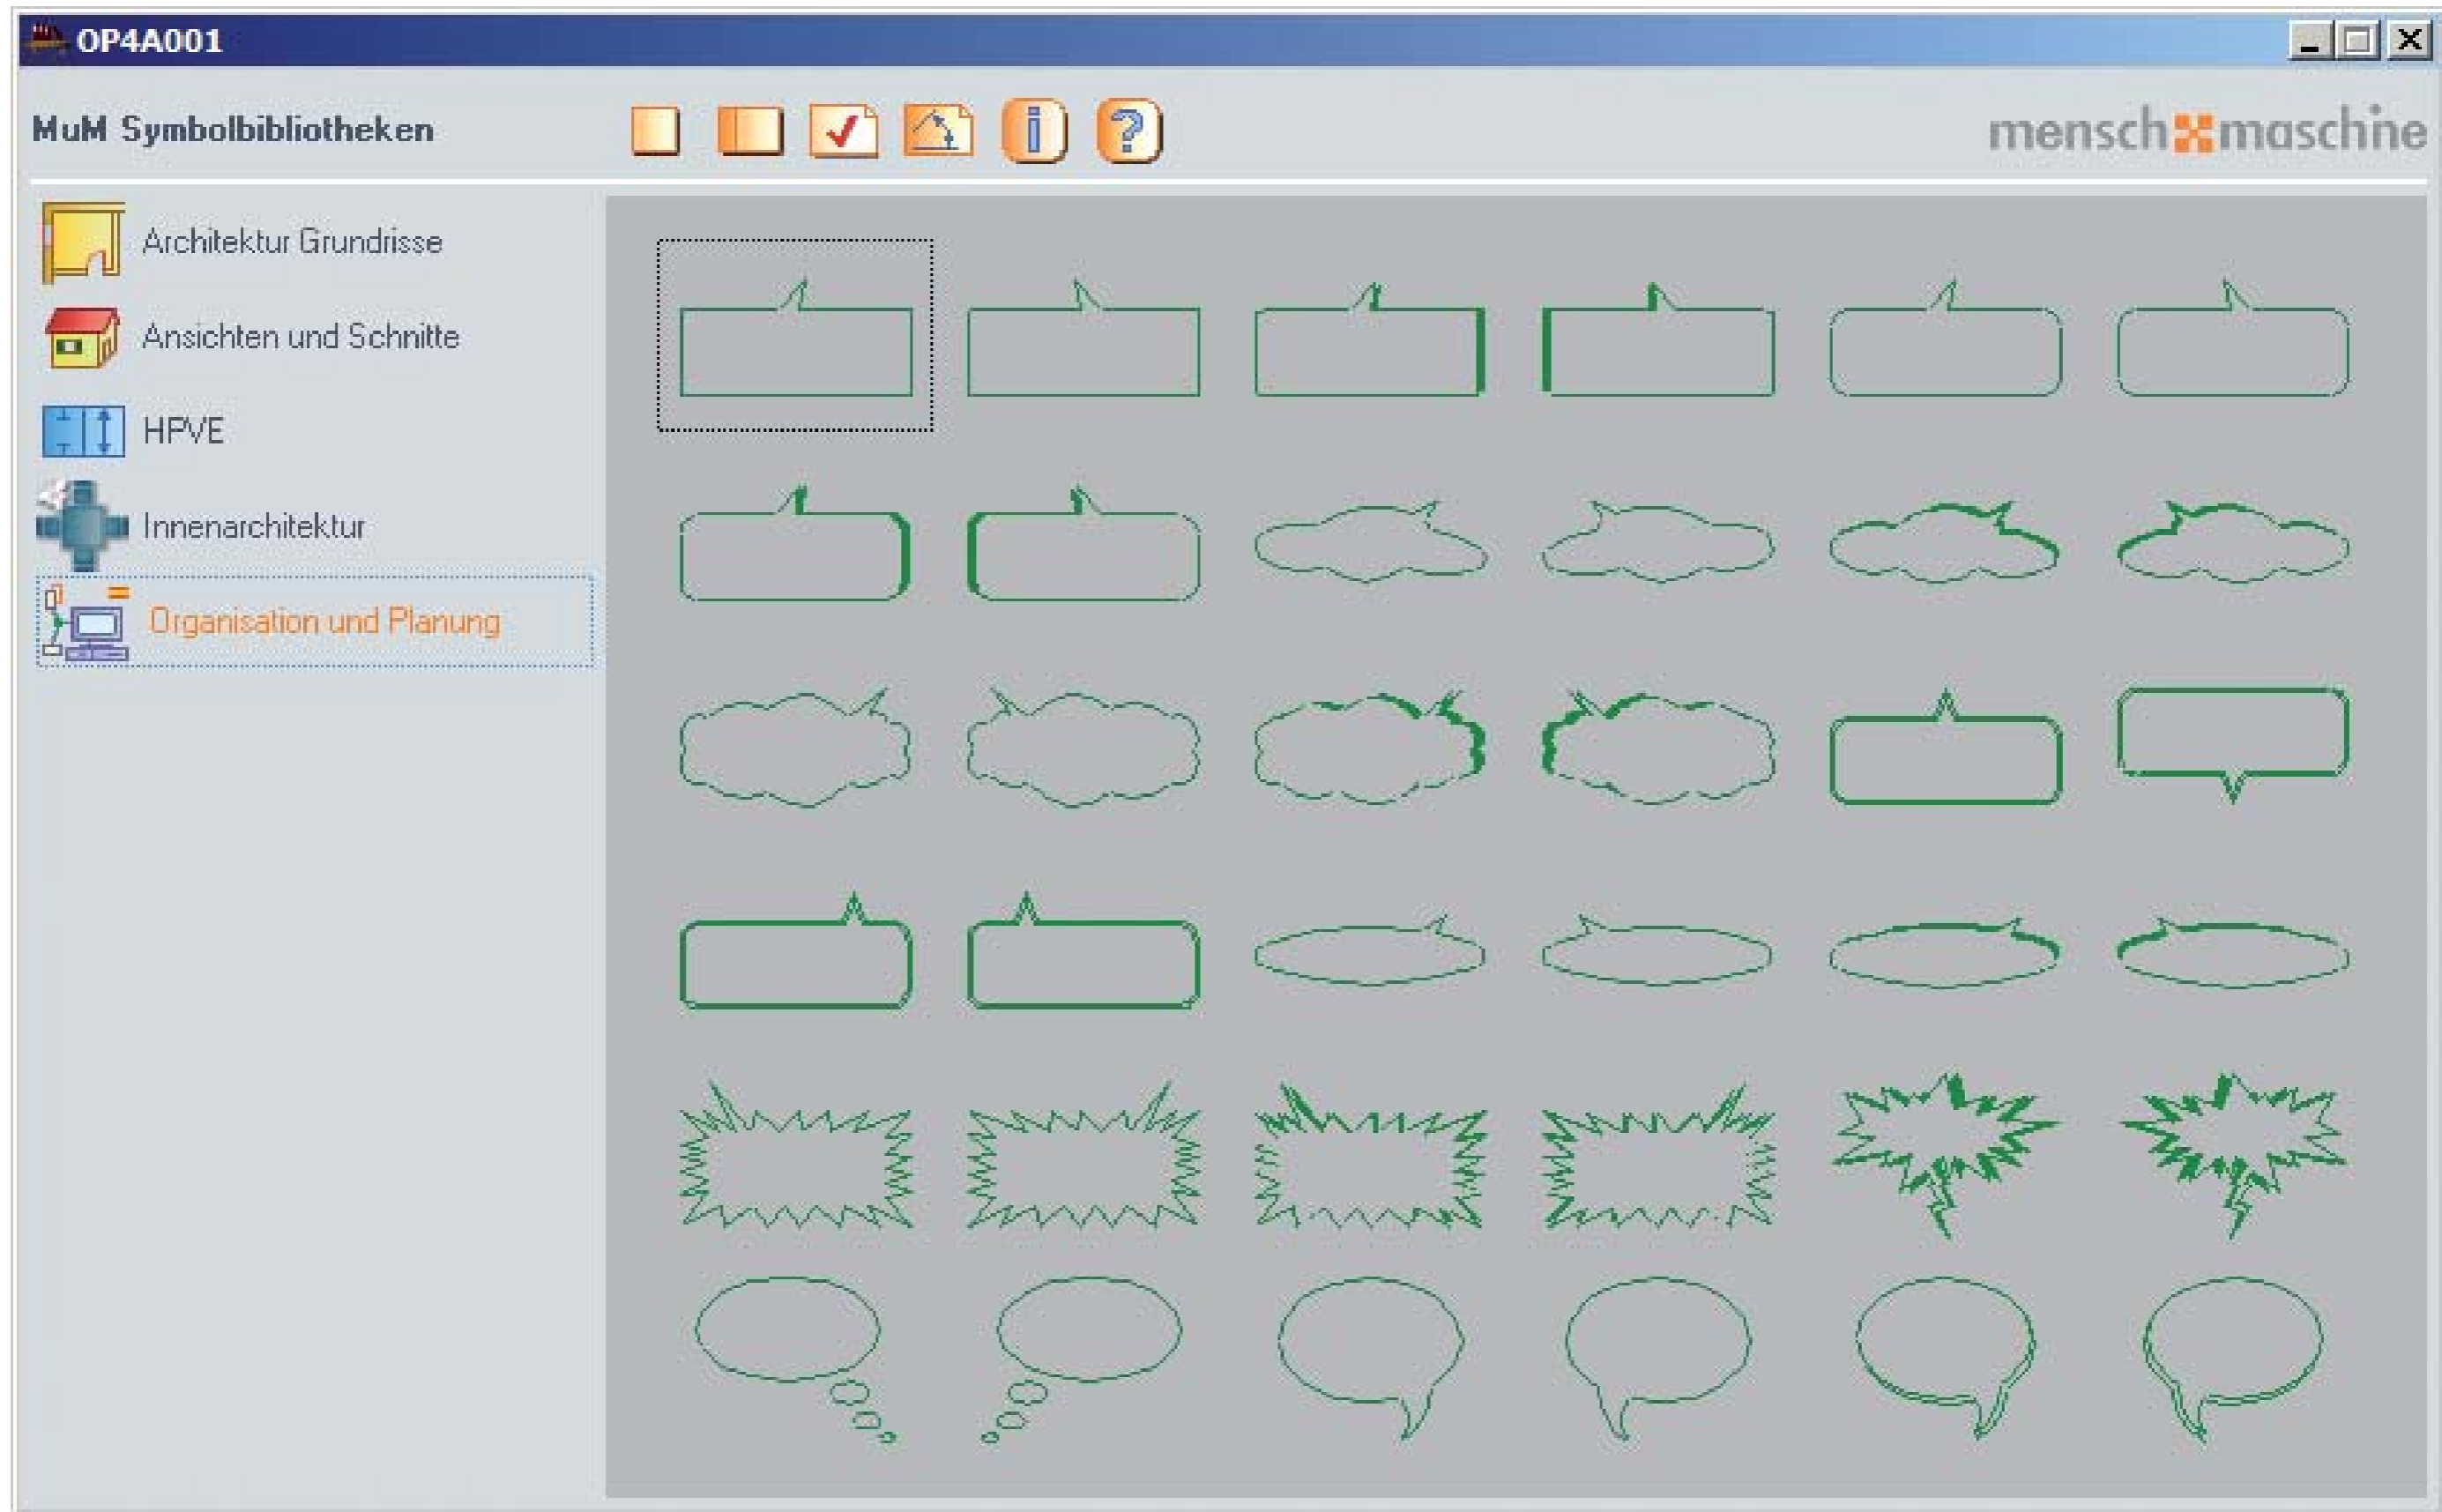 OP4A001
MuM Symbolbibliotheken
i ?
mensch maschine
Architektur Grundrisse
Ansichten und Schnitte
HPVE
Innenarchitektur
Organisation und Planung